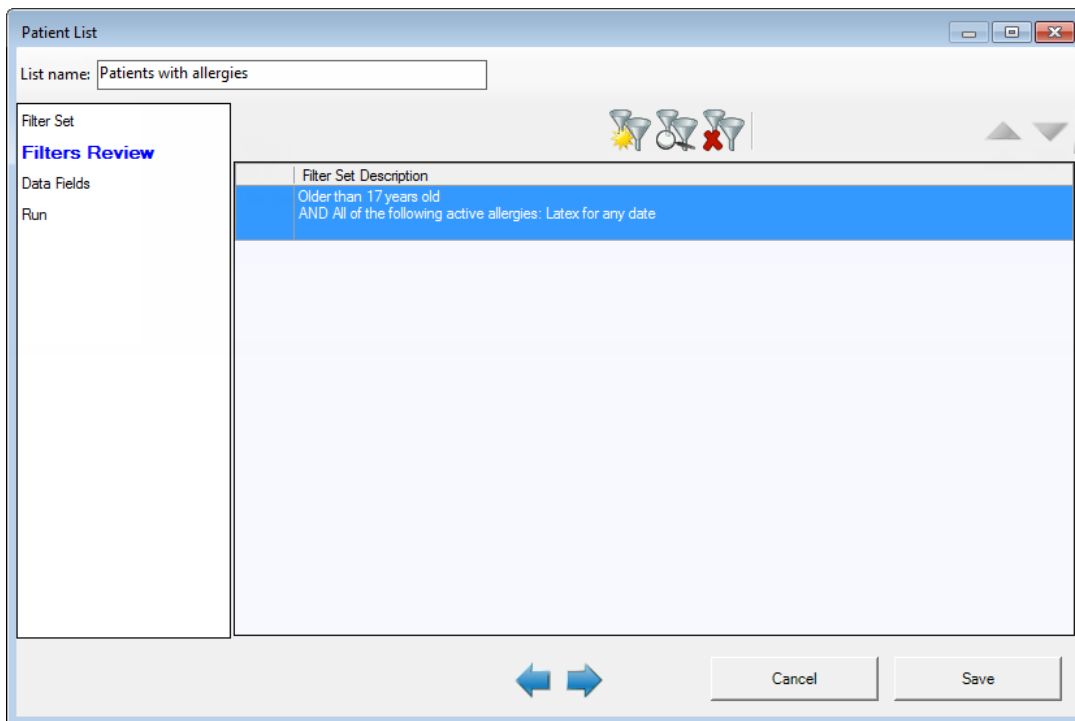 Patient List
List name: Patients with allergies
Filter Set
Filters Review
Data Fields
Run
Filter Set Description
Older than 17 years old
AND All of the following active allergies: Latex for any date
Cancel
Save